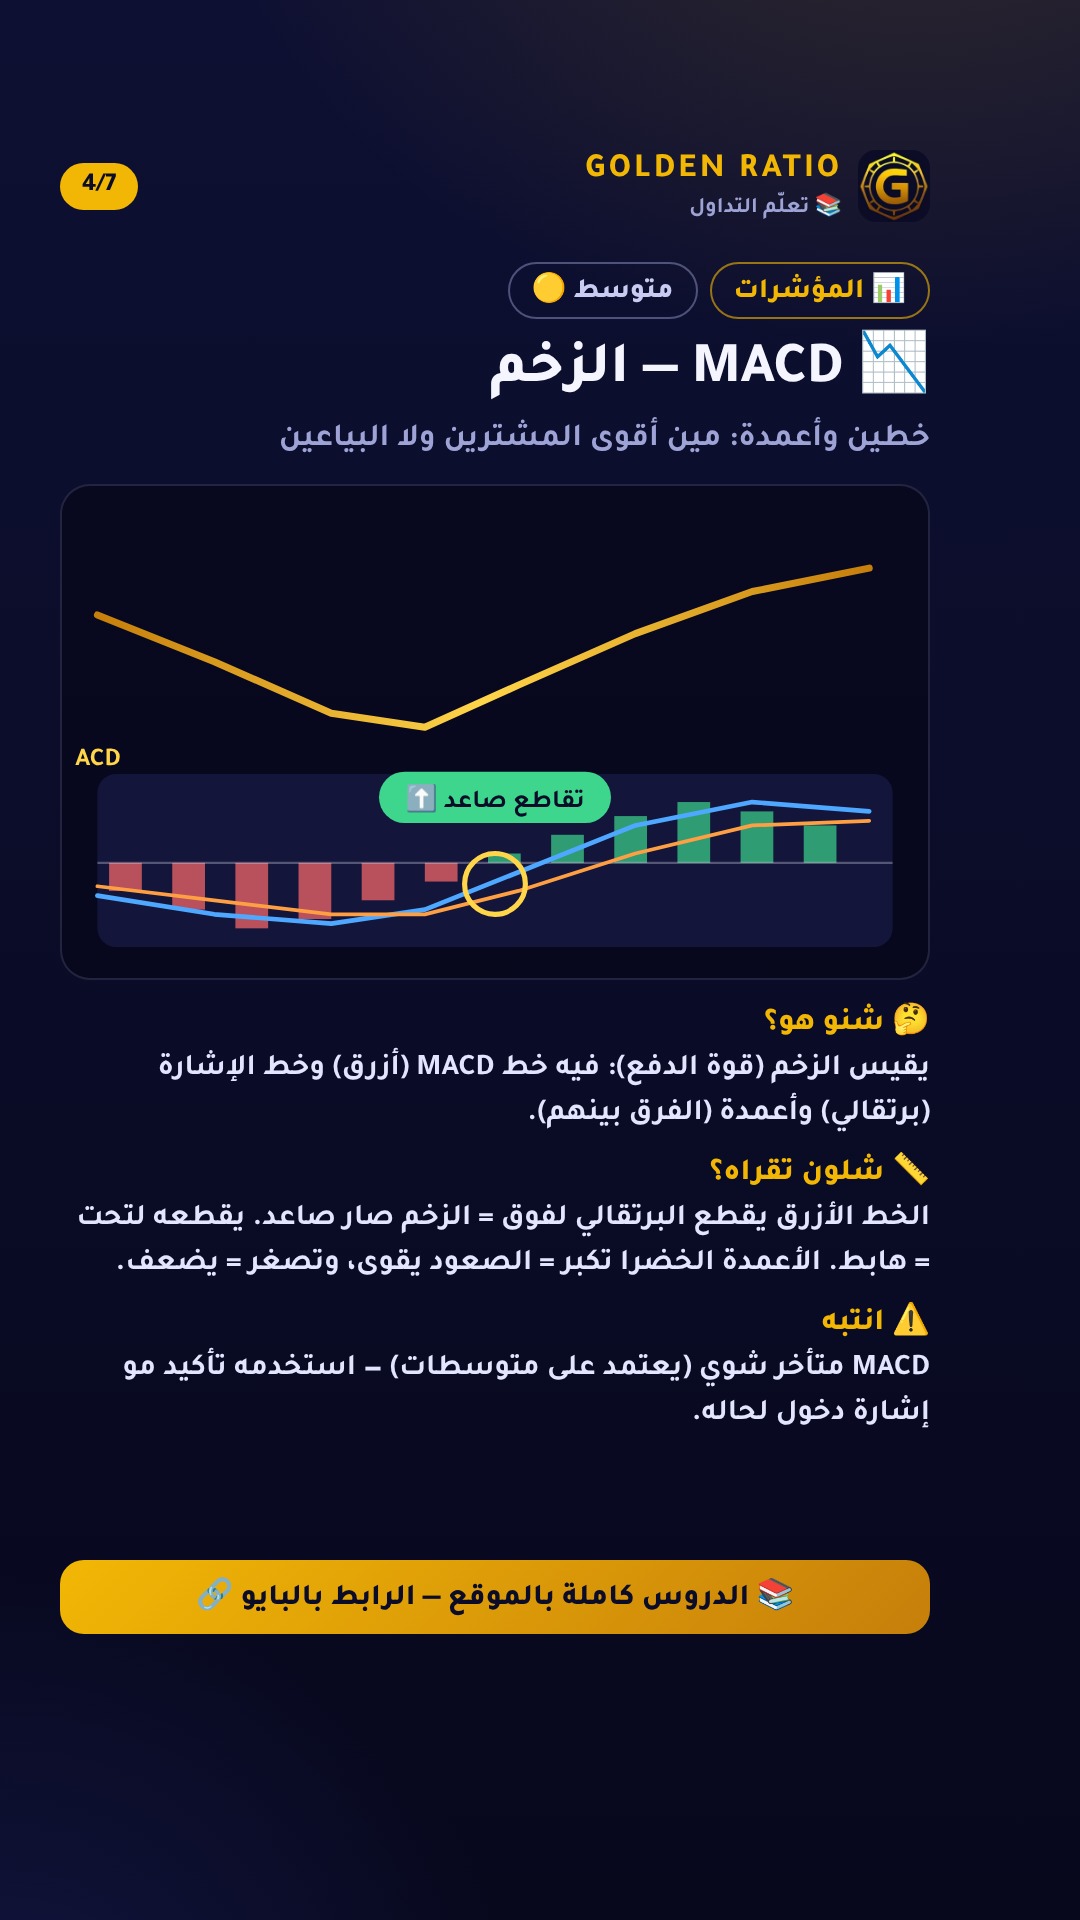 GOLDEN RATIO
📚 تعلّم التداول
4/7
📊 المؤشرات
متوسط 🟡
📉 MACD – الزخم
خطين وأعمدة: مين أقوى المشترين ولا البياعين
ACD
تقاطع صاعد ⬆️
🤔 شنو هو؟
يقيس الزخم (قوة الدفع): فيه خط MACD (أزرق) وخط الإشارة
(برتقالي) وأعمدة (الفرق بينهم).
📏 شلون تقراه؟
الخط الأزرق يقطع البرتقالي لفوق = الزخم صار صاعد. يقطعه لتحت
= هابط. الأعمدة الخضرا تكبر = الصعود يقوى، وتصغر = يضعف.
⚠️ انتبه
MACD متأخر شوي (يعتمد على متوسطات) – استخدمه تأكيد مو
إشارة دخول لحاله.
📚 الدروس كاملة بالموقع – الرابط بالبايو 🔗